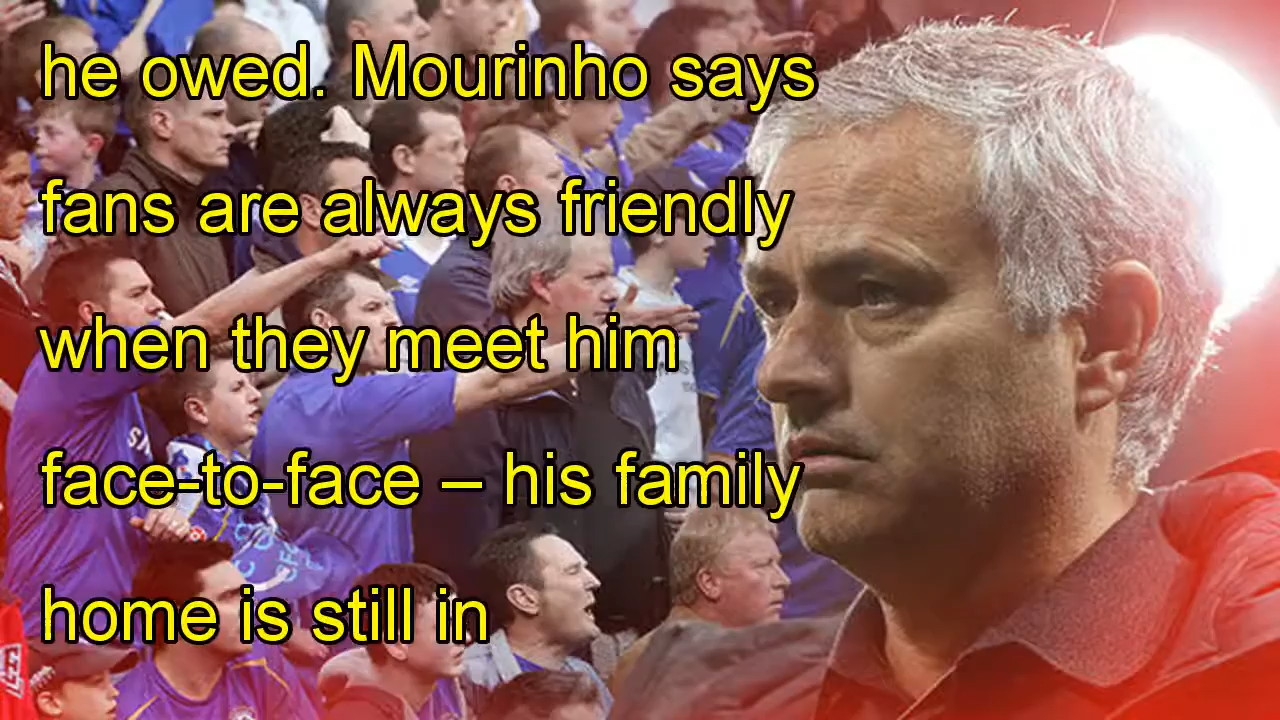 he owed. Mourinho says
fans are always friendly
when they meet him
face-to-face – his family
home is still in